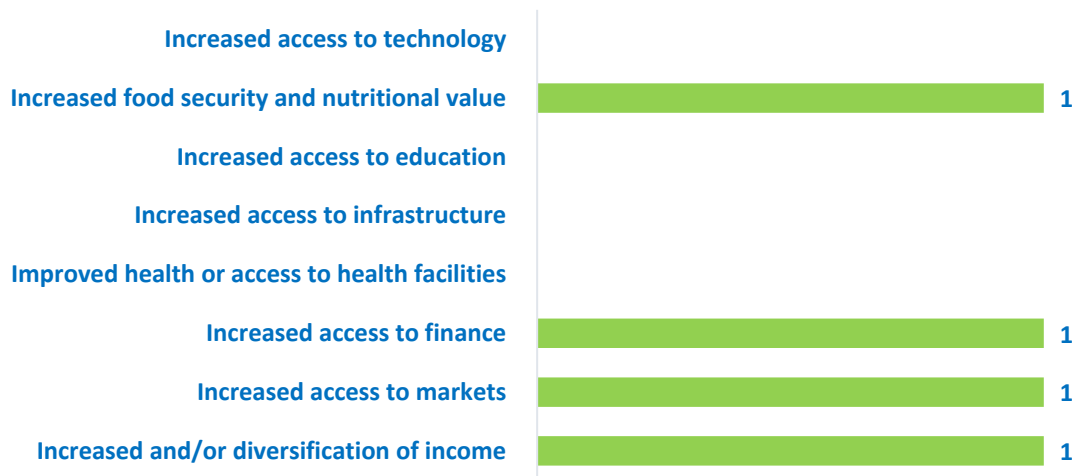 Increased access to technology
Increased food security and nutritional value 1
Increased access to education
Increased access to infrastructure
Improved health or access to health facilities
Increased access to finance 1
Increased access to markets 1
Increased and/or diversification of income 1